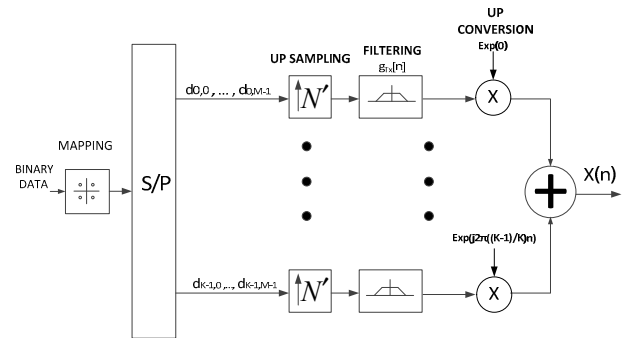 UP
CONVERSION
Exp(0)
UP SAMPLING
FILTERING
gTx[n]
d0,0 , ... , d0,M-1
N'
X
MAPPING
BINARY
DATA
S/P
+
X(n)
Exp(j2π((K-1)/K)n)
dK-1,0 ,.., dK-1,M-1
N'
X